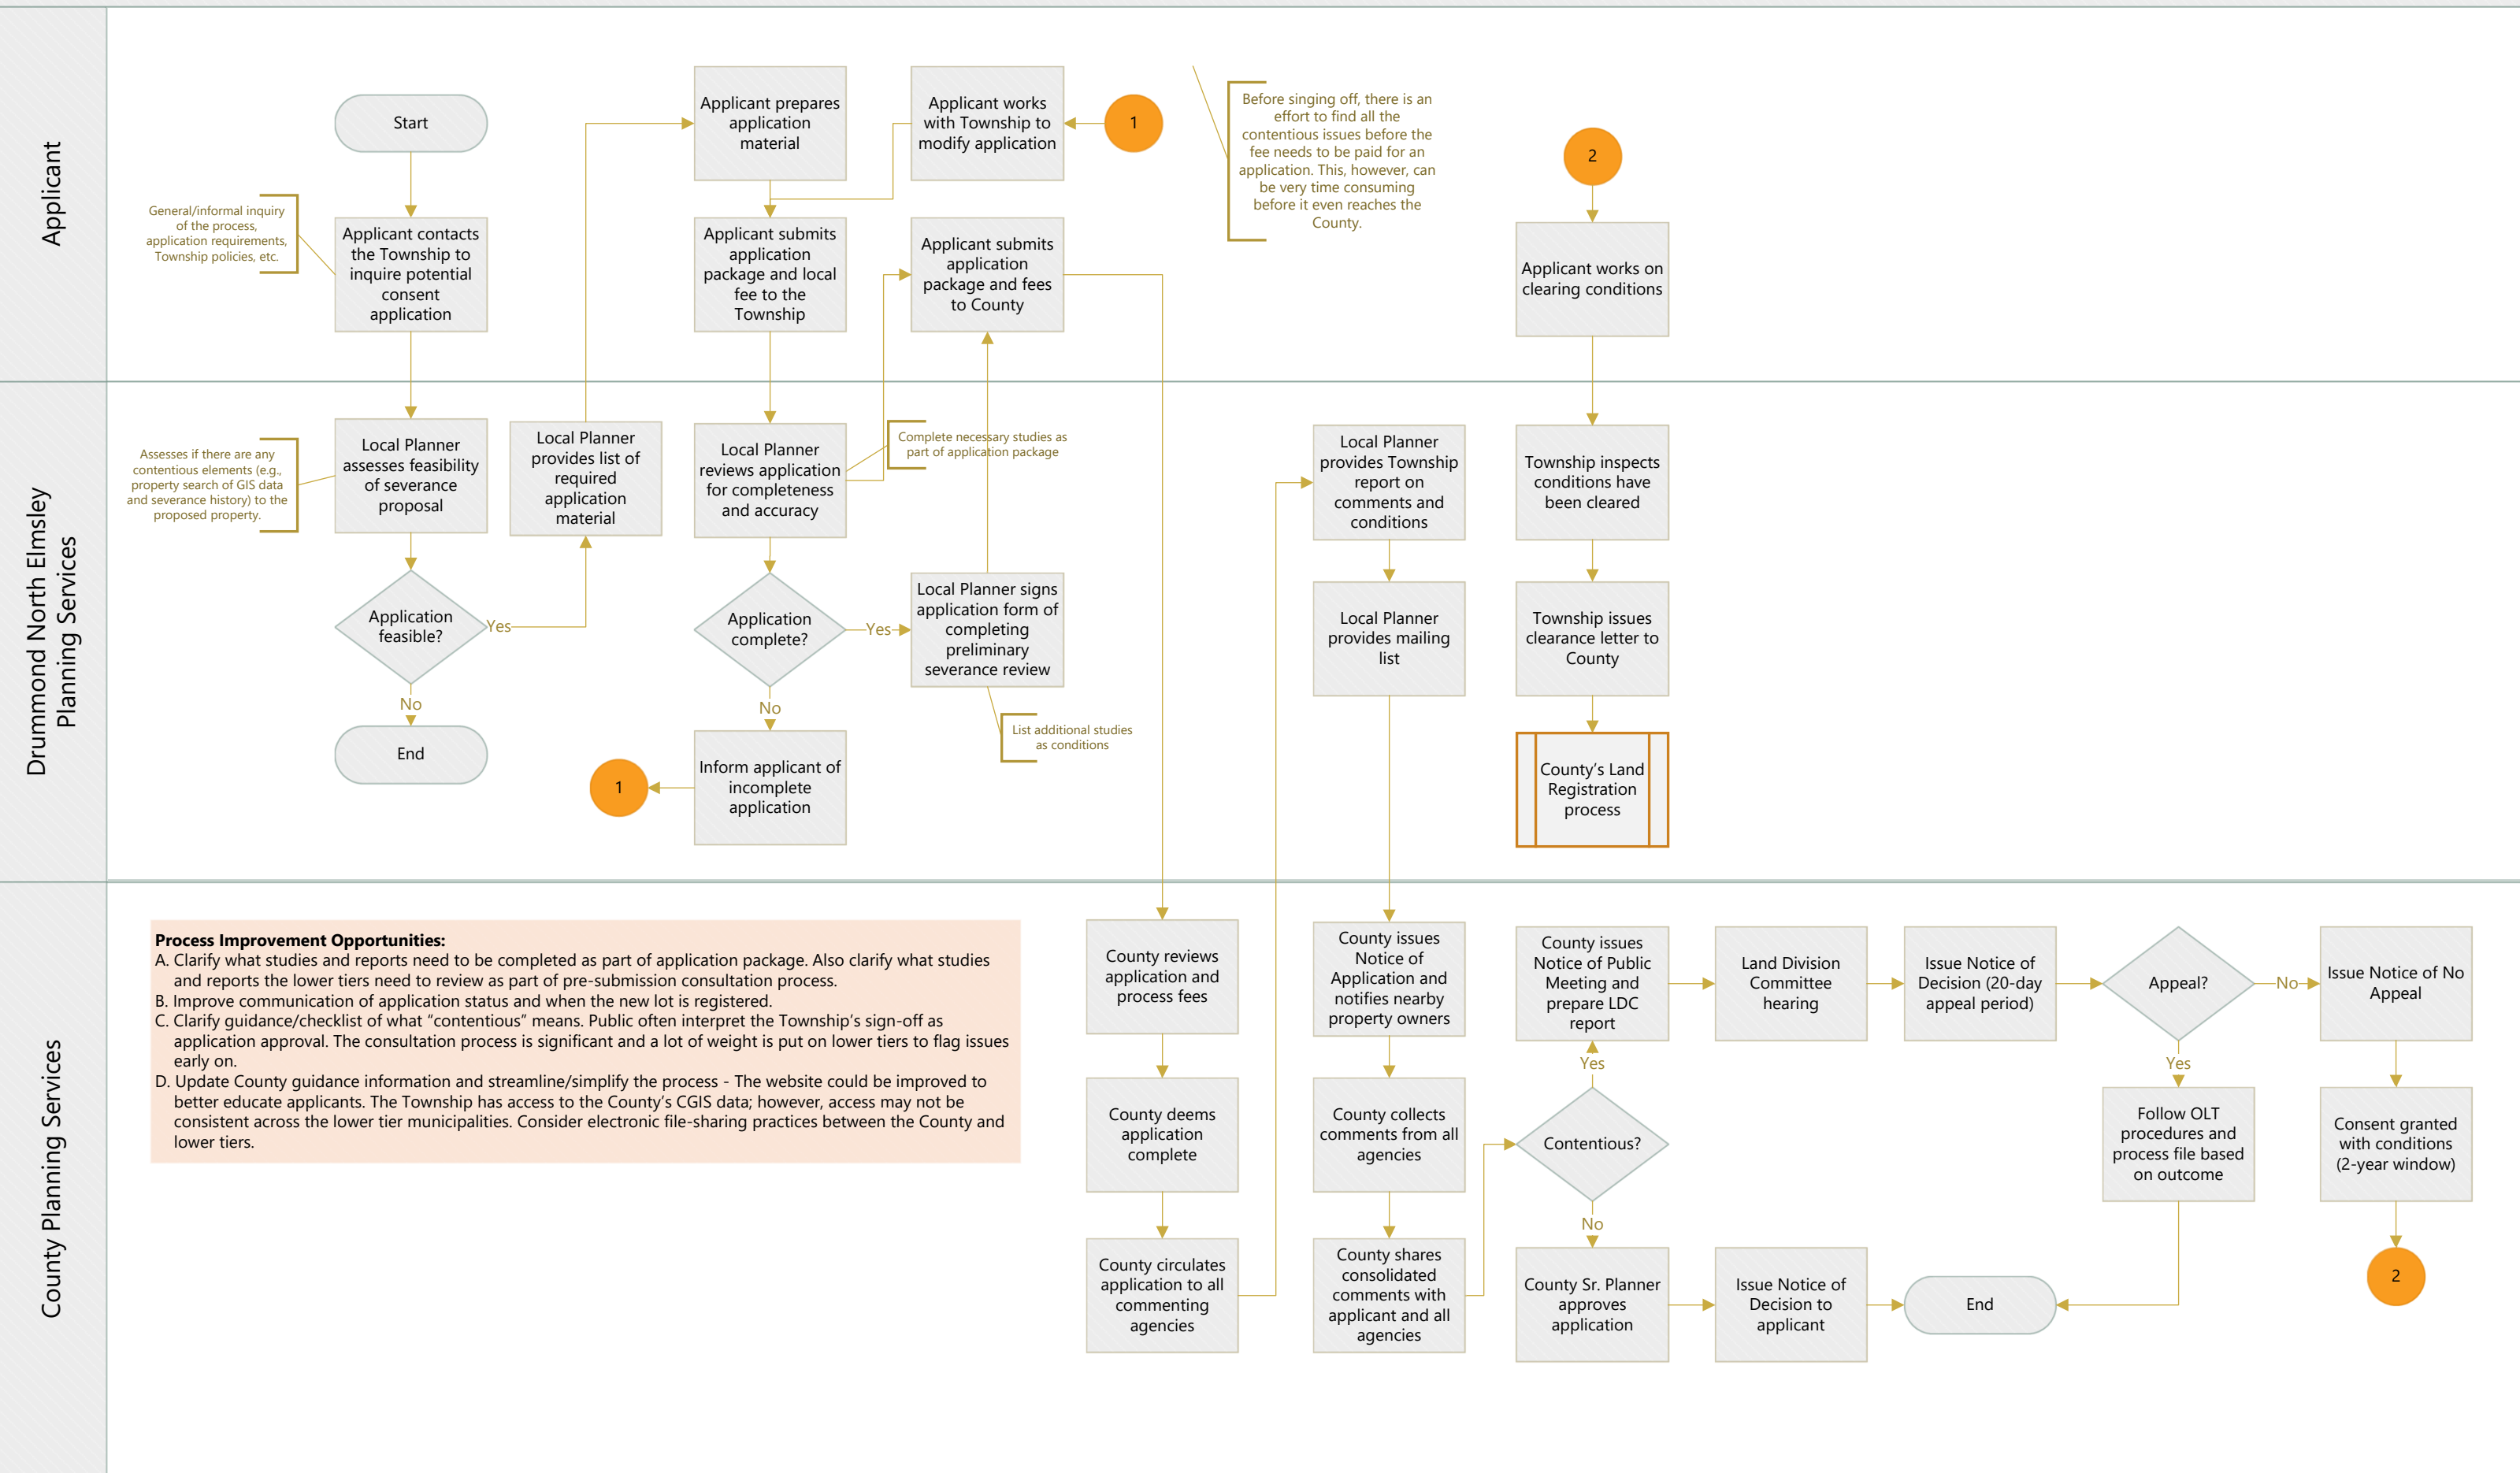 Applicant
Start
General/informal inquiry
of the process,
application requirements,
Township policies, etc.
Applicant contacts
the Township to
inquire potential
consent
application
Applicant prepares
application
material
Applicant works
with Township to
modify application
1
Applicant submits
application
package and local
fee to the
Township
Applicant submits
application
package and fees
to County
Before singing off, there is an
effort to find all the
contentious issues before the
fee needs to be paid for an
application. This, however, can
be very time consuming
before it even reaches the
County.
2
Applicant works on
clearing conditions
Drummond North Elmsley
Planning Services
Assesses if there are any
contentious elements (e.g.,
property search of GIS data
and severance history) to the
proposed property.
Local Planner
assesses feasibility
of severance
proposal
Application
feasible?
Yes
No
End
Local Planner
provides list of
required
application
material
Local Planner
reviews application
for completeness
and accuracy
Complete necessary studies as
part of application package
Application
complete?
Yes
No
Local Planner signs
application form of
completing
preliminary
severance review
List additional studies
as conditions
Inform applicant of
incomplete
application
1
Local Planner
provides Township
report on
comments and
conditions
Local Planner
provides mailing
list
Township inspects
conditions have
been cleared
Township issues
clearance letter to
County
County's Land
Registration
process
County Planning Services
Process Improvement Opportunities:
A. Clarify what studies and reports need to be completed as part of application package. Also clarify what studies
and reports the lower tiers need to review as part of pre-submission consultation process.
B. Improve communication of application status and when the new lot is registered.
C. Clarify guidance/checklist of what “contentious” means. Public often interpret the Township's sign-off as
application approval. The consultation process is significant and a lot of weight is put on lower tiers to flag issues
early on.
D. Update County guidance information and streamline/simplify the process - The website could be improved to
better educate applicants. The Township has access to the County's CGIS data; however, access may not be
consistent across the lower tier municipalities. Consider electronic file-sharing practices between the County and
lower tiers.
County reviews
application and
process fees
County deems
application
complete
County circulates
application to all
commenting
agencies
County issues
Notice of
Application and
notifies nearby
property owners
County collects
comments from all
agencies
County shares
consolidated
comments with
applicant and all
agencies
County issues
Notice of Public
Meeting and
prepare LDC
report
Yes
Contentious?
No
County Sr. Planner
approves
application
Land Division
Committee
hearing
Issue Notice of
Decision (20-day
appeal period)
Appeal?
No
Yes
Issue Notice of No
Appeal
Follow OLT
procedures and
process file based
on outcome
Consent granted
with conditions
(2-year window)
Issue Notice of
Decision to
applicant
End
2